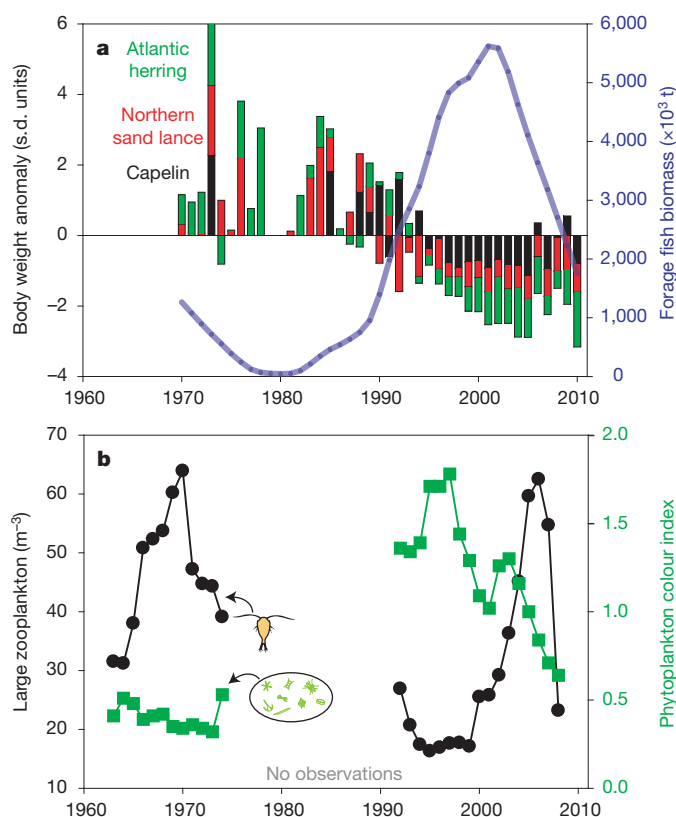 a
Atlantic
herring
Northern
sand lance
Capelin
Body weight anomaly (s.d. units)
6
4
2
0
−2
−4
Forage fish biomass (×10³ t)
6,000
5,000
4,000
3,000
2,000
1,000
0
1960 1970 1980 1990 2000 2010
b
Large zooplankton (m⁻³)
70
60
50
40
30
20
10
Phytoplankton colour index
2.0
1.5
1.0
0.5
0.0
No observations
1960 1970 1980 1990 2000 2010